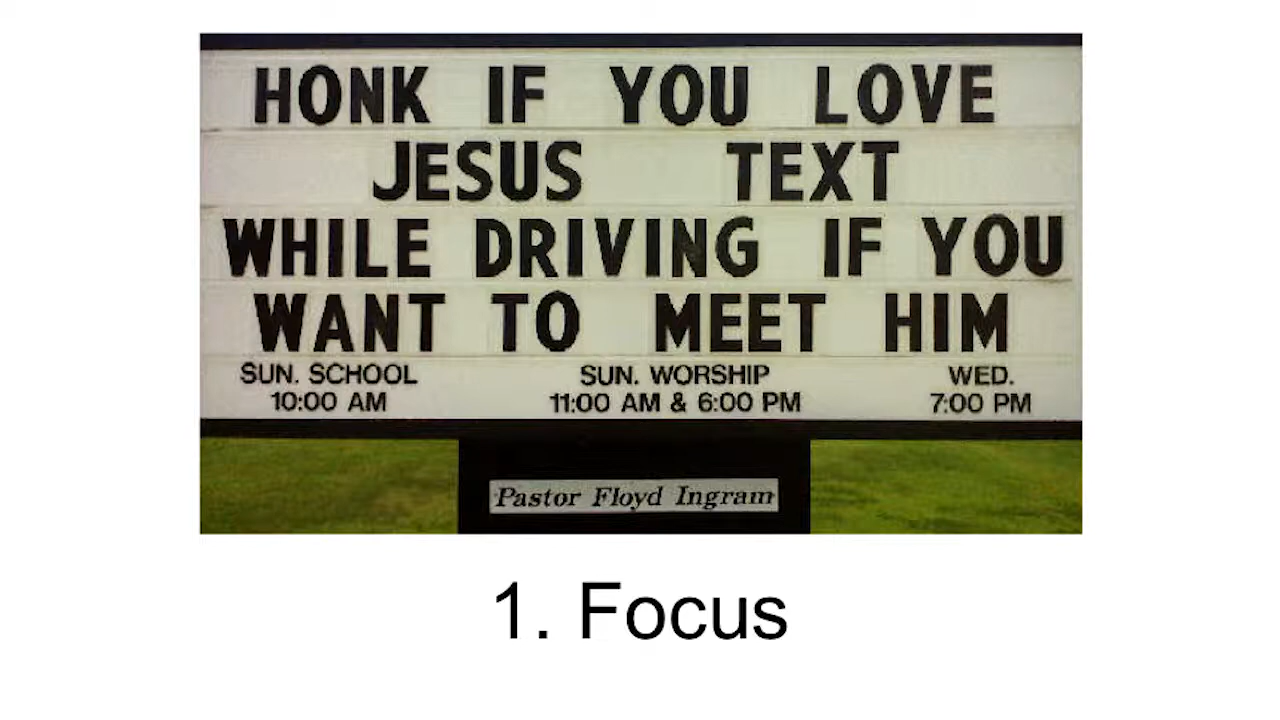 HONK IF YOU LOVE
JESUS TEXT
WHILE DRIVING IF YOU
WANT TO MEET HIM
SUN. SCHOOL SUN. WORSHIP WED.
10:00 AM 11:00 AM & 6:00 PM 7:00 PM
Pastor Floyd Ingram
1. Focus